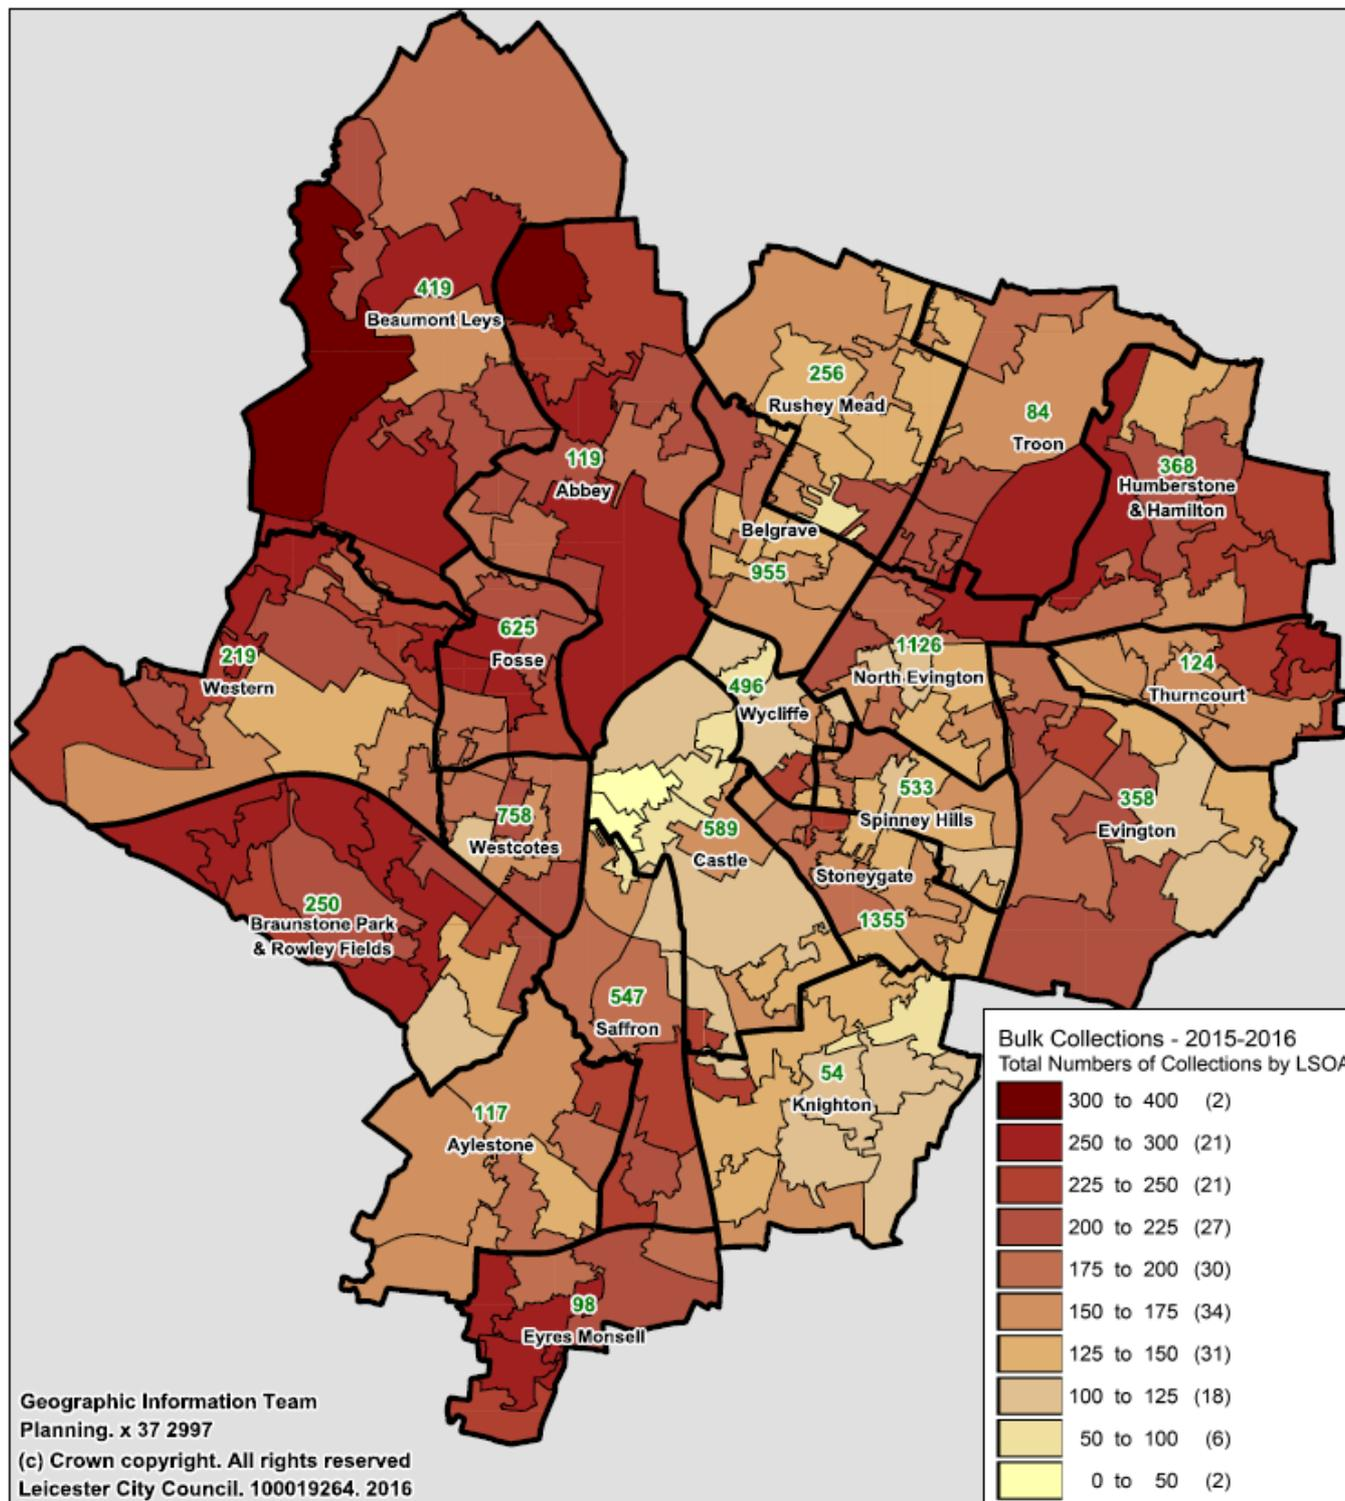 419
Beaumont Leys
256
Rushey Mead
84
Troon
119
Abbey
368
Humberstone
& Hamilton
Belgrave
955
625
Fosse
1126
North Evington
124
Thurncourt
219
Western
496
Wycliffe
533
Spinney Hills
358
Evington
758
Westcotes
589
Castle
Stoneygate
1355
250
Braunstone Park
& Rowley Fields
547
Saffron
54
Knighton
117
Aylestone
98
Eyres Monsell
Bulk Collections - 2015-2016
Total Numbers of Collections by LSOA
300 to 400 (2)
250 to 300 (21)
225 to 250 (21)
200 to 225 (27)
175 to 200 (30)
150 to 175 (34)
125 to 150 (31)
100 to 125 (18)
50 to 100 (6)
0 to 50 (2)
Geographic Information Team
Planning. x 37 2997
(c) Crown copyright. All rights reserved
Leicester City Council. 100019264. 2016